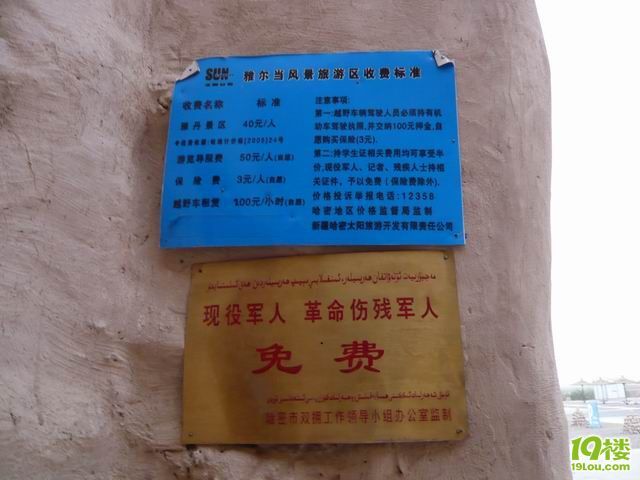 SUN
雅尔当风景旅游区收费标准
收费名称 标准
雅丹景区 40元/人
游览导服费 50元/人(自愿)
保险费 3元/人(自愿)
越野车租赁 100元/小时(自愿)
注意事项:
第一:越野车辆驾驶人员必须持有机
动车驾驶执照,并交纳100元押金,自
愿购买保险(3元).
第二:持学生证相关费用均可享受半
价,现役军人、记者、残疾人士持相
关证件，予以免费（保险费除外).
价格投诉举报电话:12358
哈密地区价格监督局监制
新疆哈密太阳旅游开发有限责任公司
现役军人 革命伤残军人
免费
哈密市双拥工作领导小组办公室监制
19楼
19lou.com